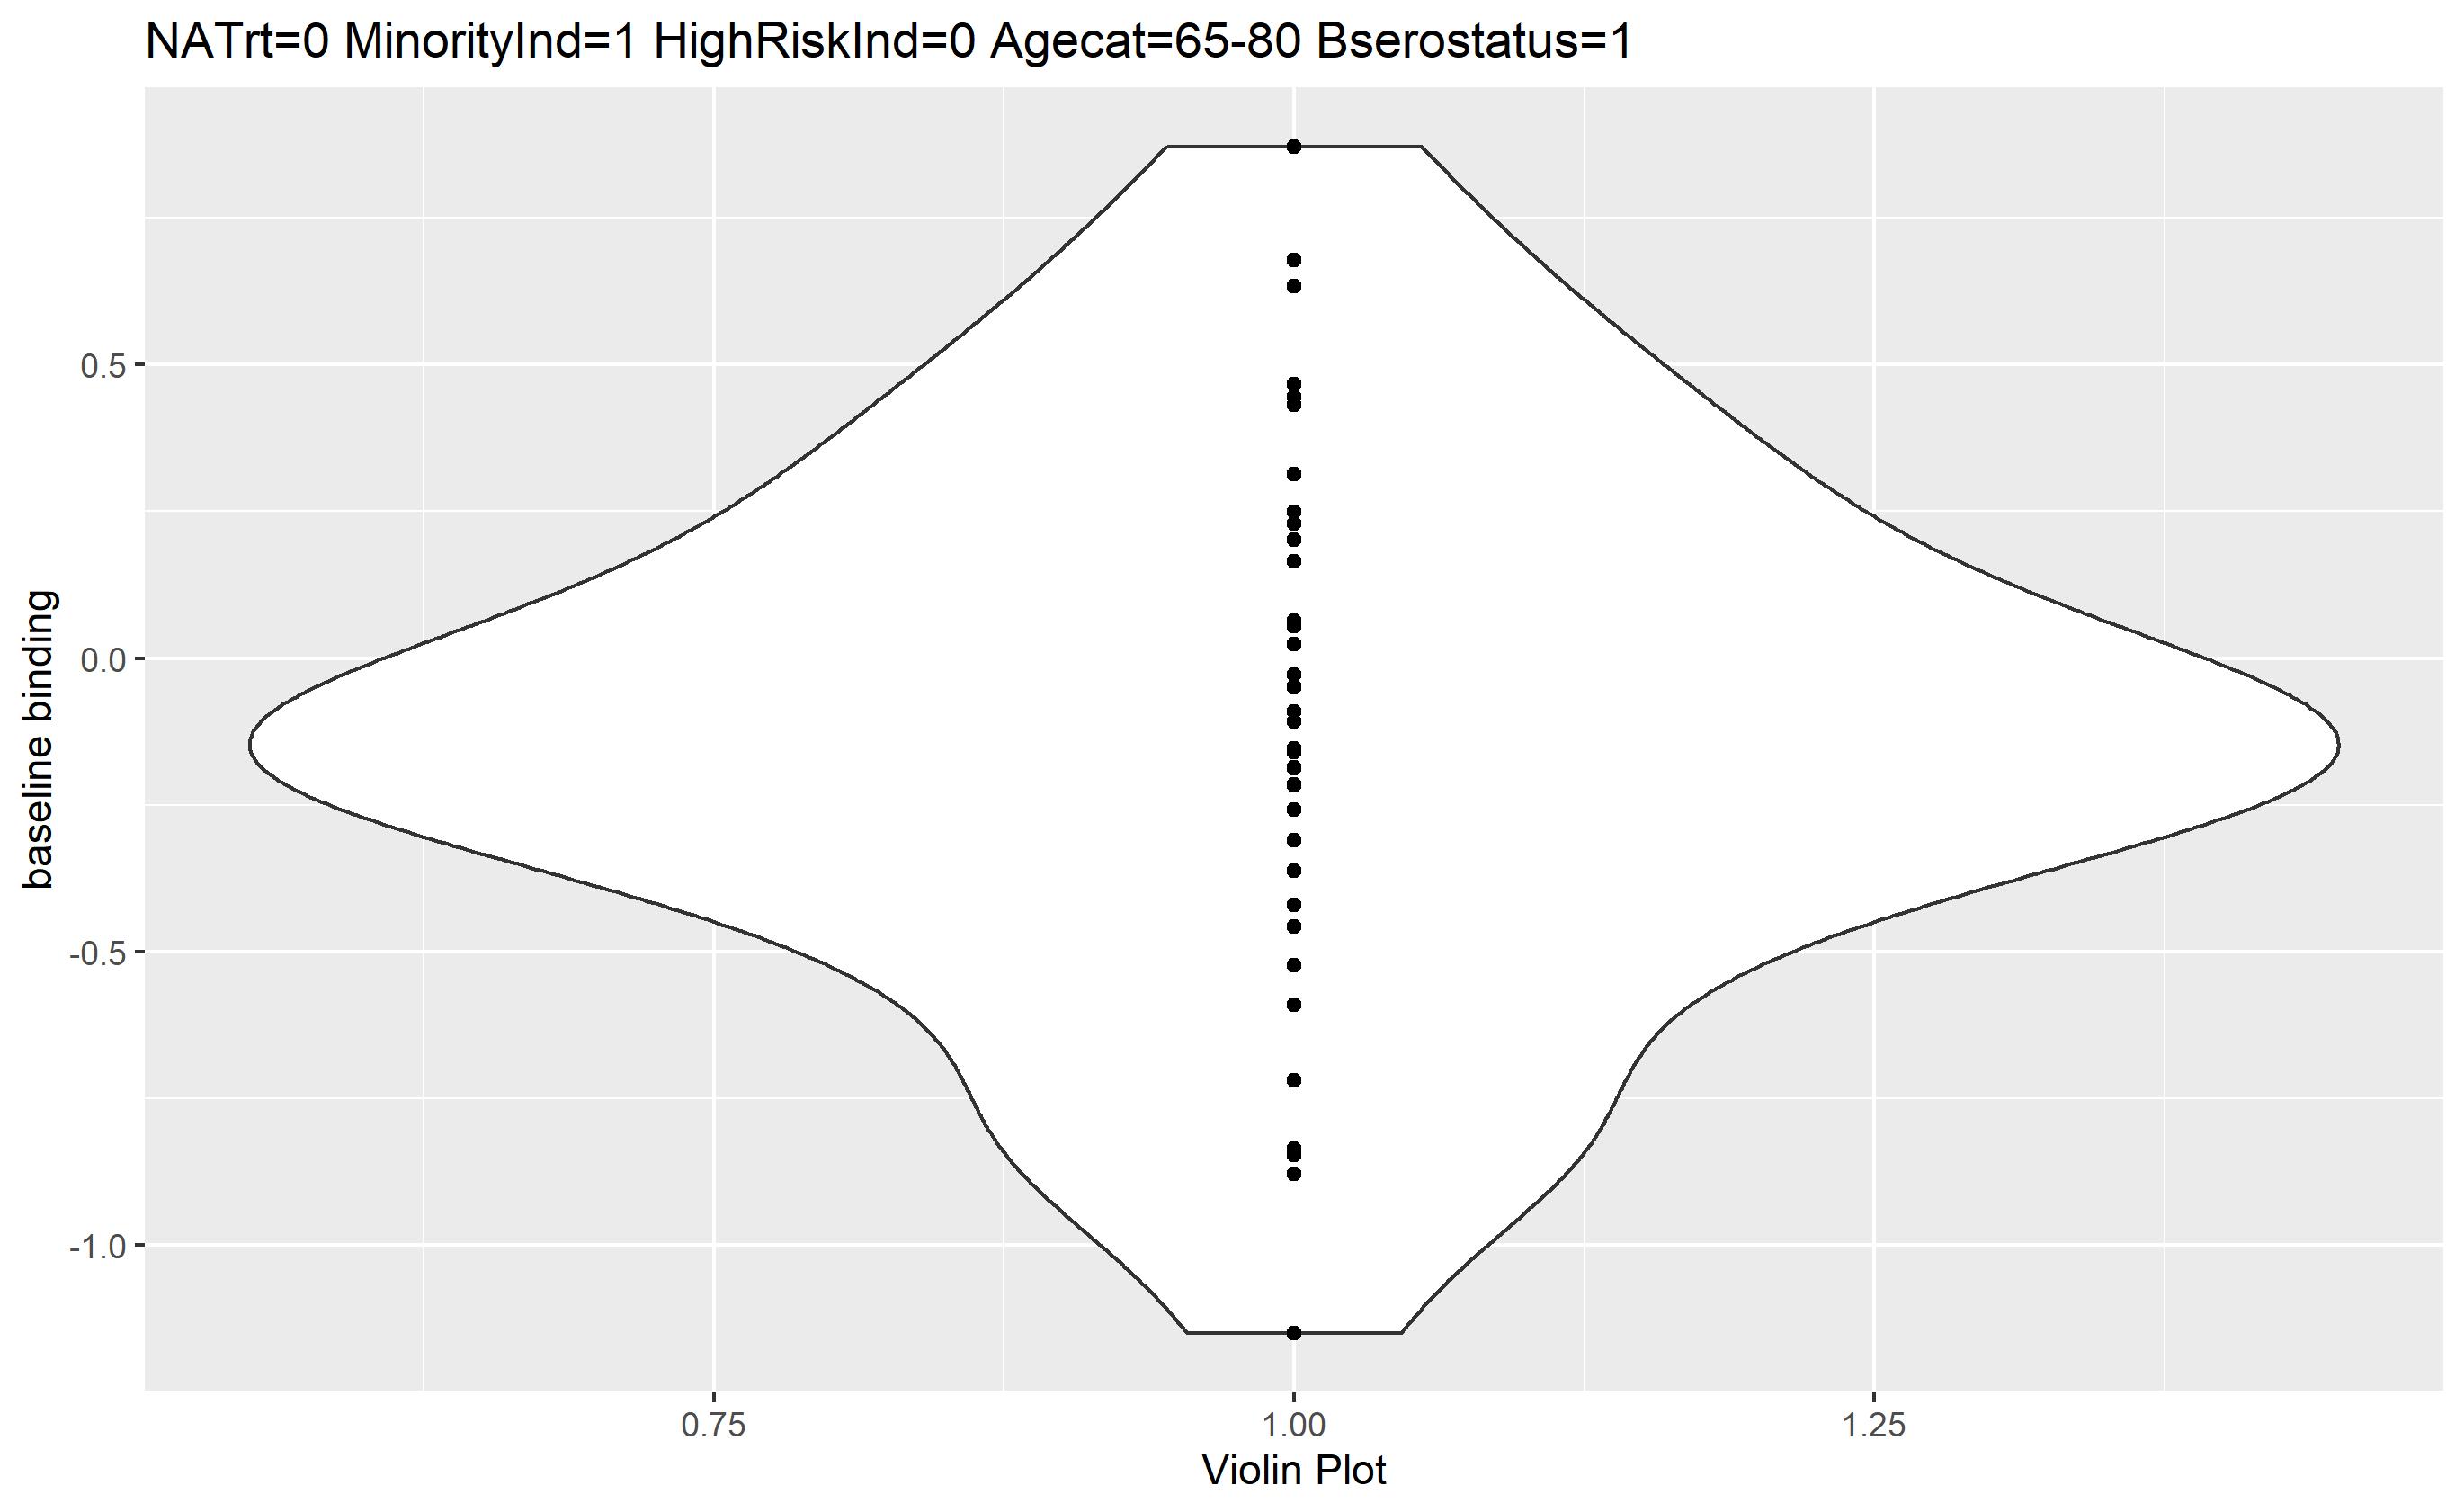 NATrt=0 MinorityInd=1 HighRiskInd=0 Agecat=65-80 Bserostatus=1
baseline binding
0.5
0.0
-0.5
-1.0
0.75 1.00 1.25
Violin Plot